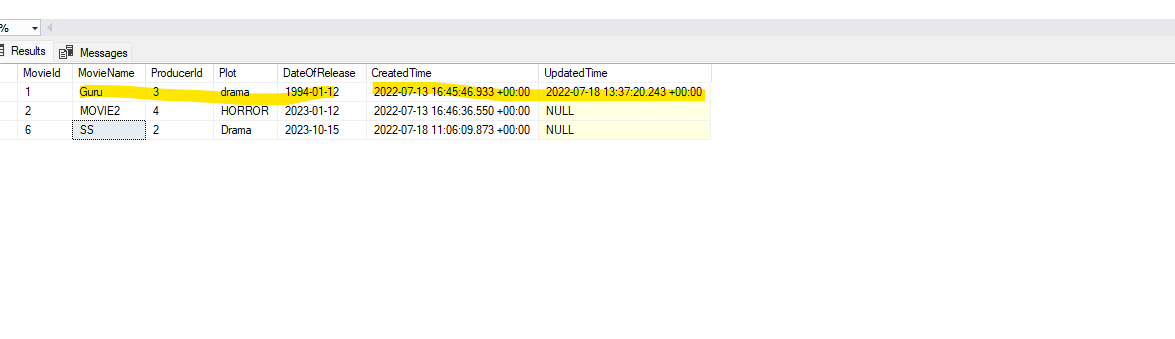 %
Results Messages
MovieId MovieName ProducerId Plot DateOfRelease CreatedTime UpdatedTime
1 Guru 3 drama 1994-01-12 2022-07-13 16:45:46.933 +00:00 2022-07-18 13:37:20.243 +00:00
2 MOVIE2 4 HORROR 2023-01-12 2022-07-13 16:46:36.550 +00:00 NULL
6 SS 2 Drama 2023-10-15 2022-07-18 11:06:09.873 +00:00 NULL